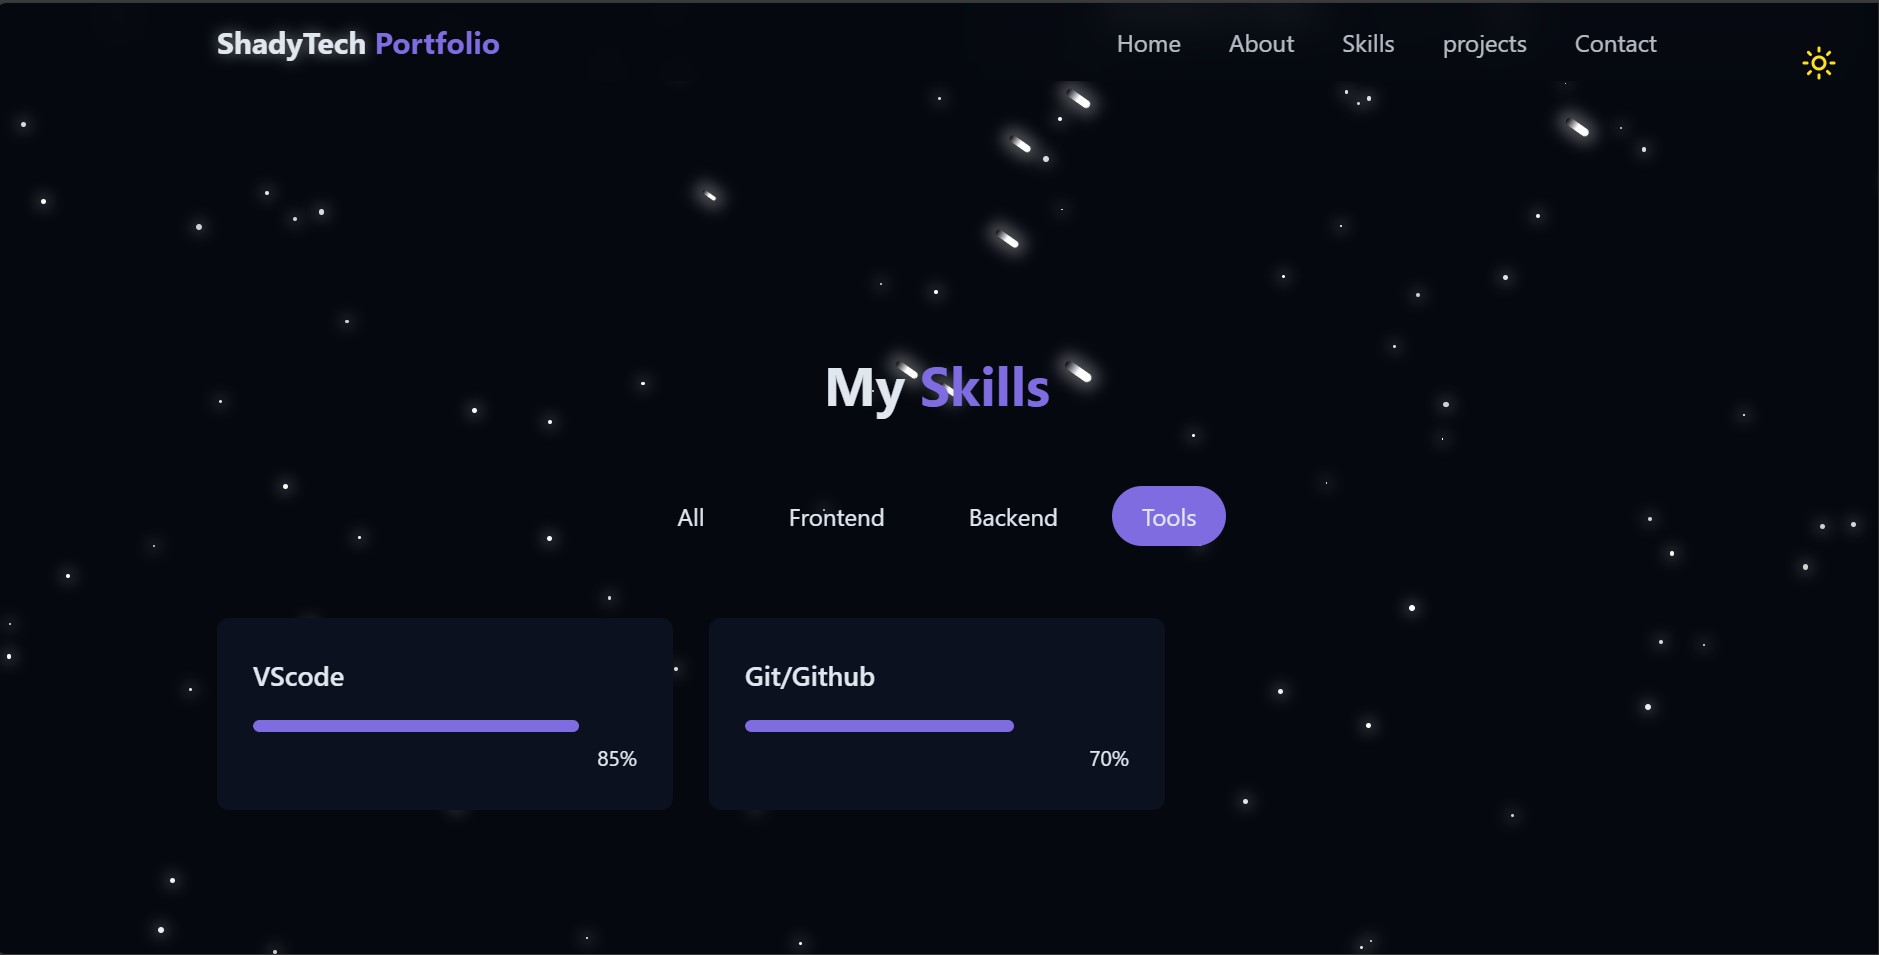 ShadyTech Portfolio Home About Skills projects Contact
My Skills
All Frontend Backend Tools
VScode
85%
Git/Github
70%